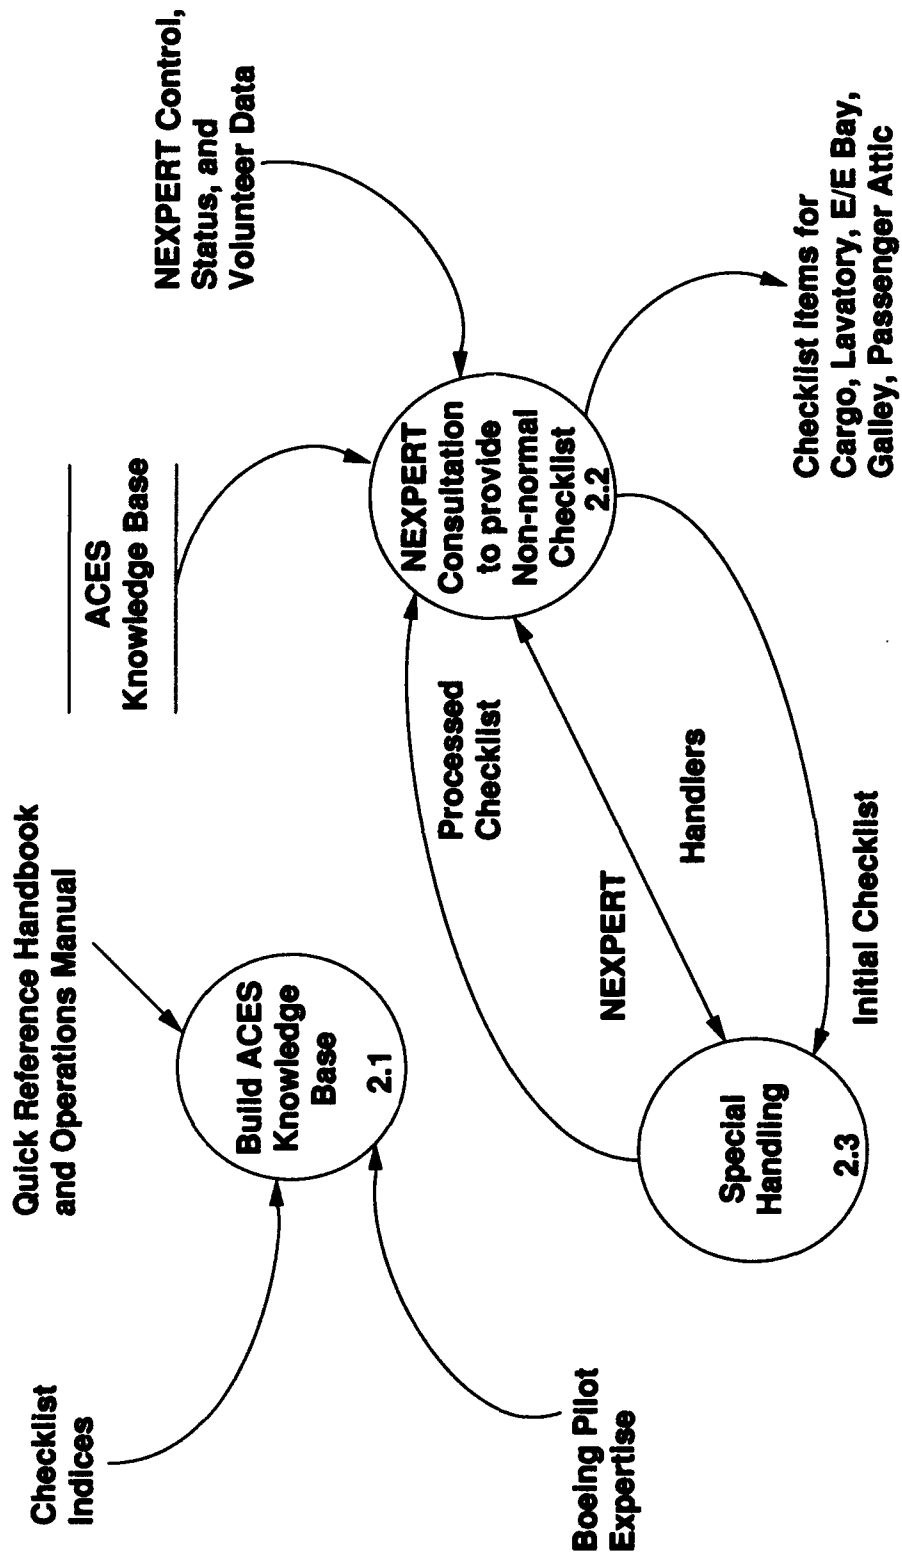 Checklist
Indices
Quick Reference Handbook
and Operations Manual
ACES
Knowledge Base
NEXPERT Control,
Status, and
Volunteer Data
Build ACES
Knowledge
Base
2.1
Boeing Pilot
Expertise
Processed
Checklist
NEXPERT
Consultation
to provide
Non-normal
Checklist
2.2
NEXPERT
Handlers
Special
Handling
2.3
Initial Checklist
Checklist Items for
Cargo, Lavatory, E/E Bay,
Galley, Passenger Attic